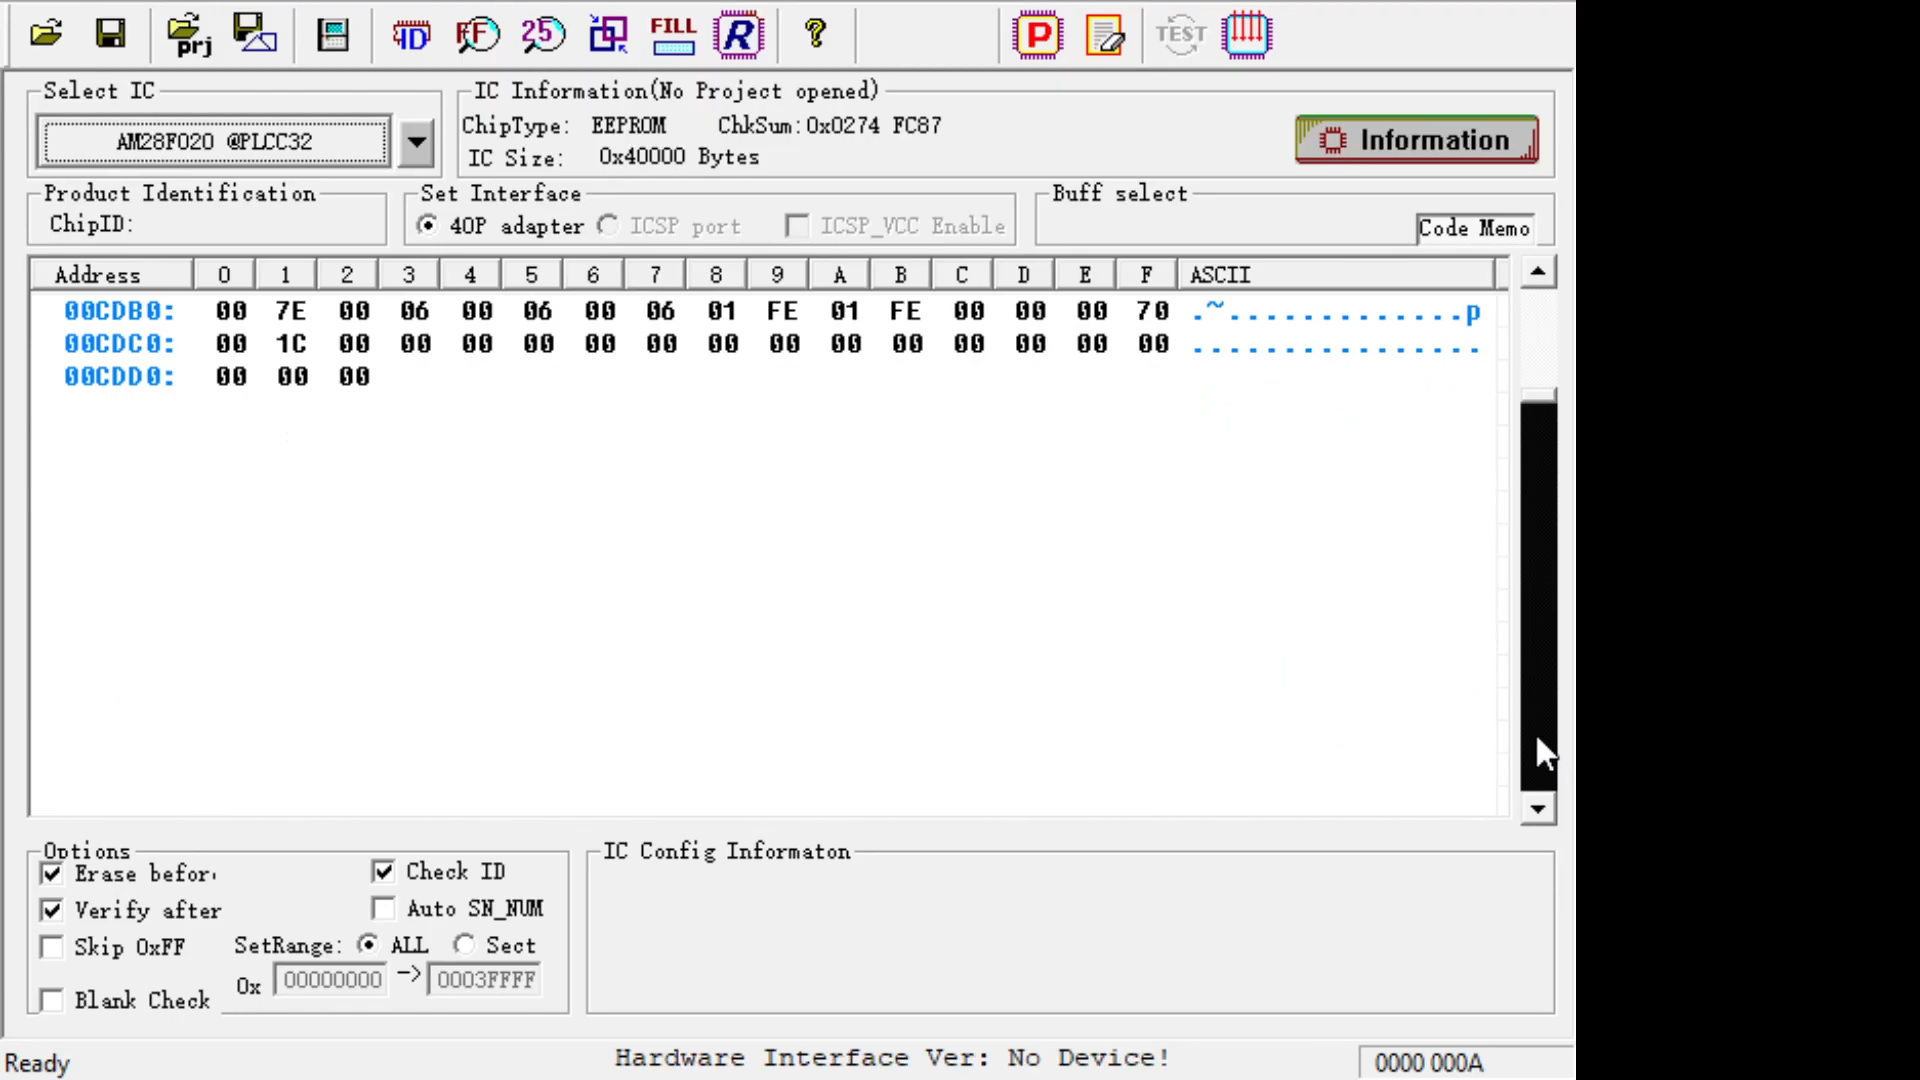 prj ID FF 25 FILL R ? P TEST
Select IC
AM28F020 @PLCC32
IC Information(No Project opened)
ChipType: EEPROM ChkSum:0x0274 FC87
IC Size: 0x40000 Bytes
Information
Product Identification
ChipID:
Set Interface
40P adapter ICSP port ICSP_VCC Enable
Buff select
Code Memo
Address 0 1 2 3 4 5 6 7 8 9 A B C D E F ASCII
00CDB0: 00 7E 00 06 00 06 00 06 01 FE 01 FE 00 00 00 70 .~.............p
00CDC0: 00 1C 00 00 00 00 00 00 00 00 00 00 00 00 00 00 ................
00CDD0: 00 00 00
Options
Erase before
Check ID
Verify after
Auto SN_NUM
Skip 0xFF
SetRange: ALL Sect
0x 00000000 -> 0003FFFF
Blank Check
IC Config Informaton
Ready
Hardware Interface Ver: No Device!
0000 000A